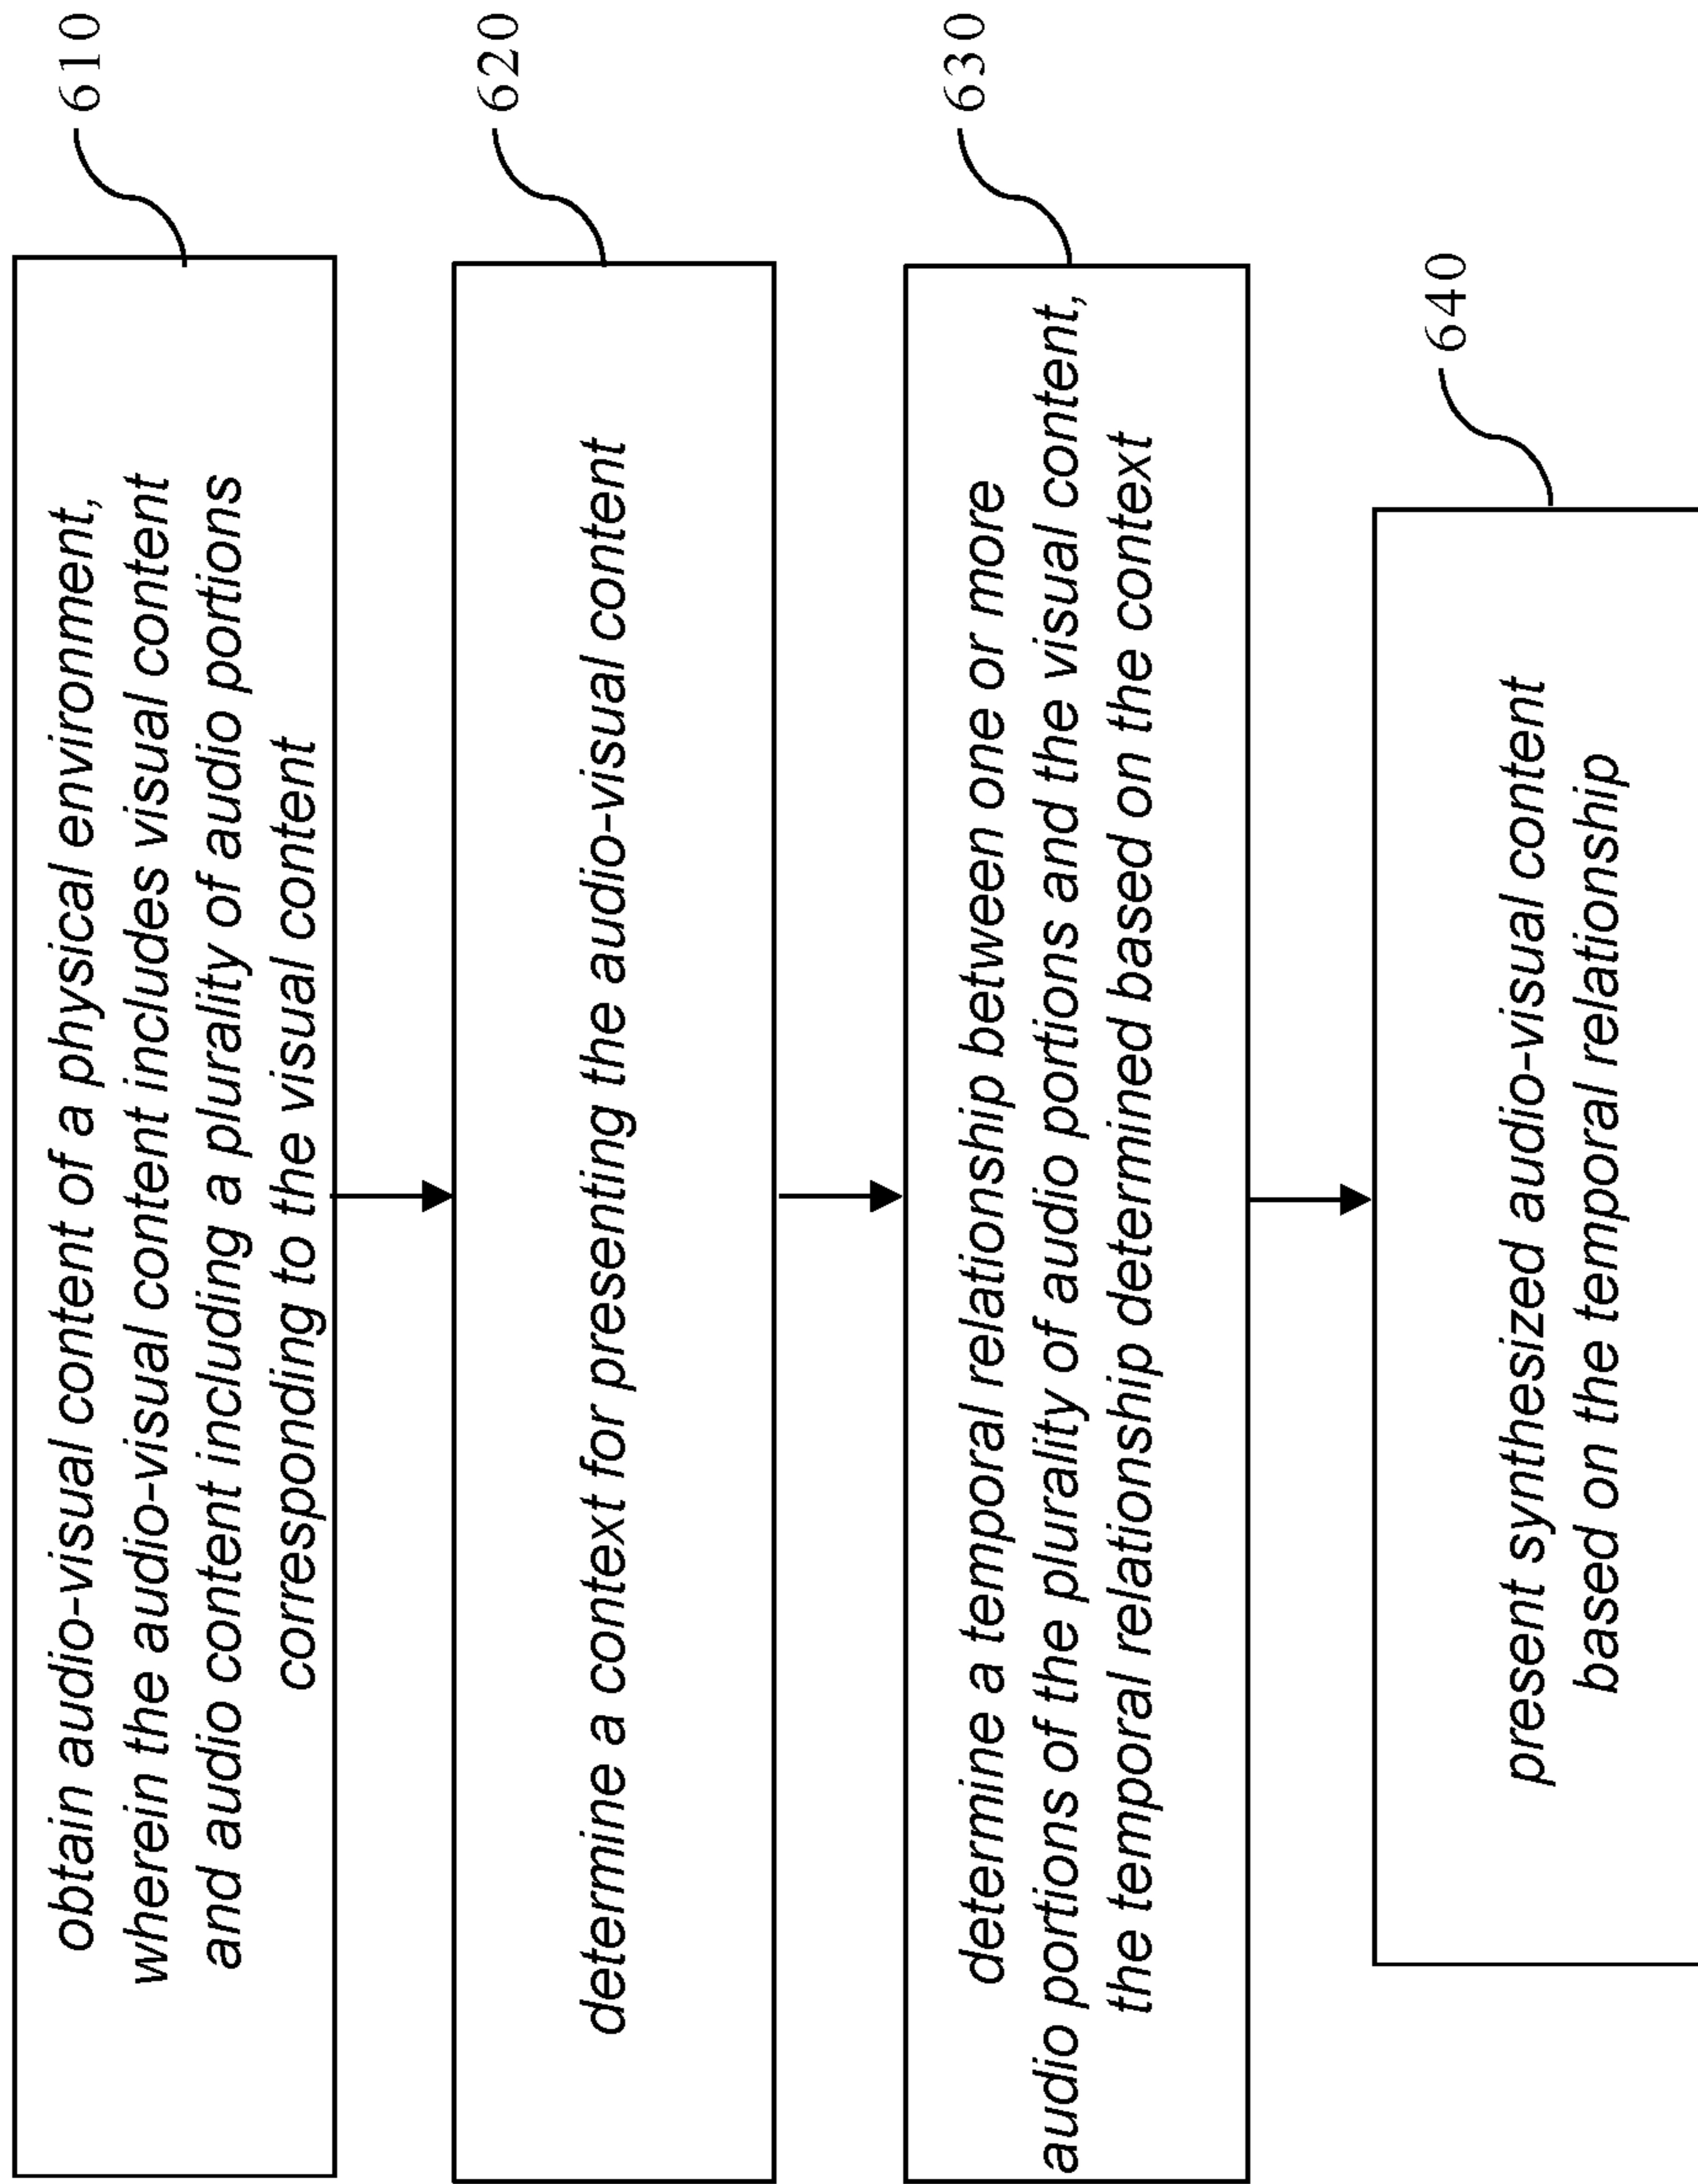 obtain audio-visual content of a physical environment,
wherein the audio-visual content includes visual content
and audio content including a plurality of audio portions
corresponding to the visual content
610
determine a context for presenting the audio-visual content
620
determine a temporal relationship between one or more
audio portions of the plurality of audio portions and the visual content,
the temporal relationship determined based on the context
630
present synthesized audio-visual content
based on the temporal relationship
640